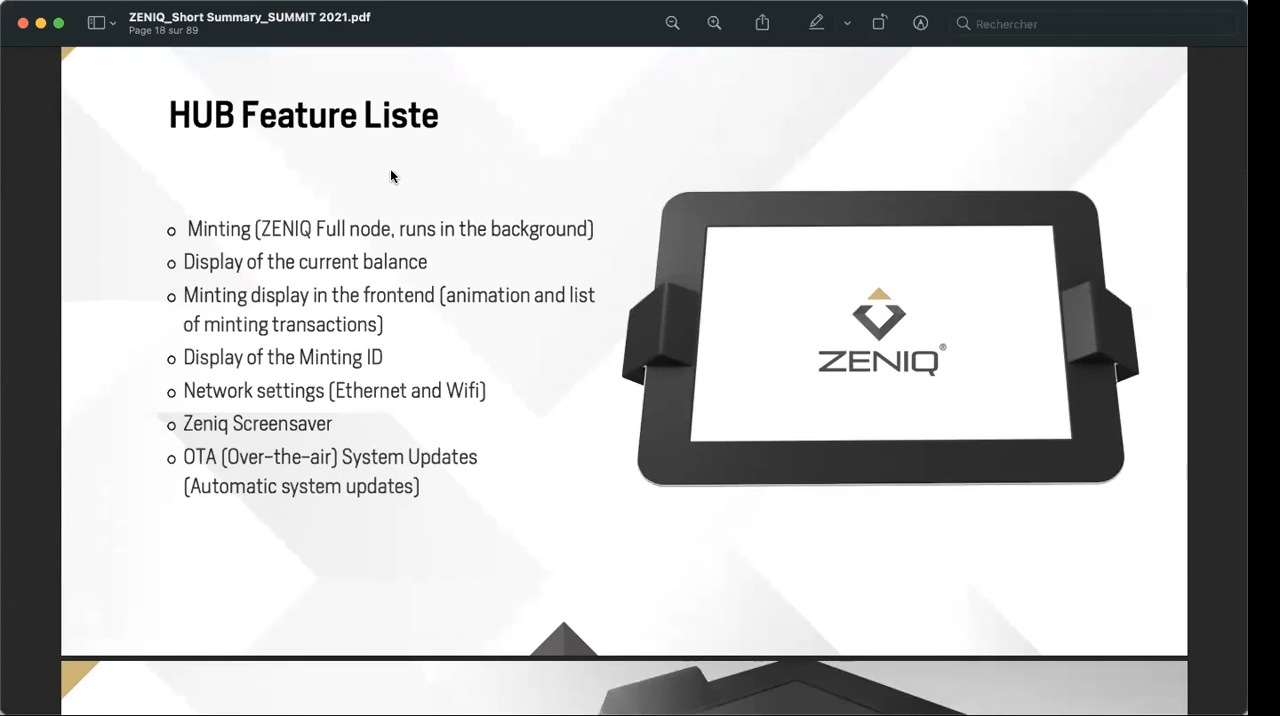 ZENIQ_Short Summary_SUMMIT 2021.pdf
Page 18 sur 89
Rechercher
HUB Feature Liste
Minting (ZENIQ Full node, runs in the background)
Display of the current balance
Minting display in the frontend (animation and list
of minting transactions)
Display of the Minting ID
Network settings (Ethernet and Wifi)
Zeniq Screensaver
OTA (Over-the-air) System Updates
(Automatic system updates)
ZENIQ®